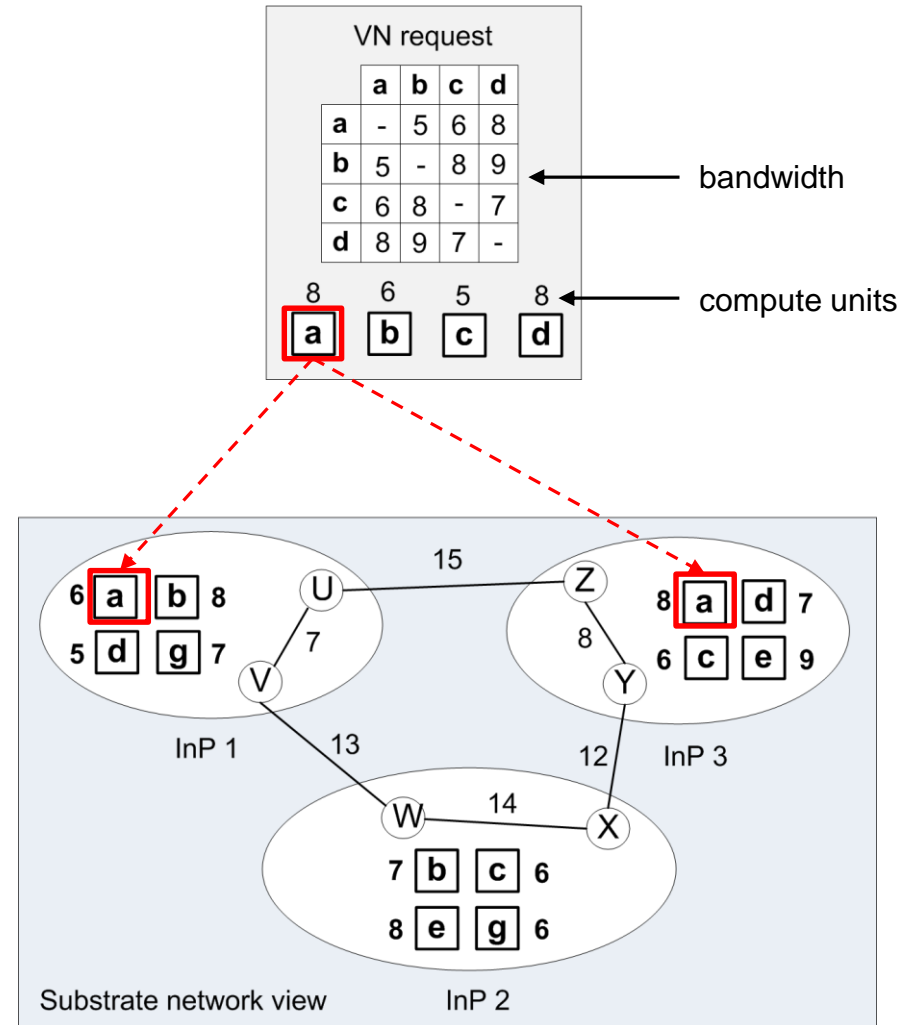 VN request
a b c d
a - 5 6 8
b 5 - 8 9
c 6 8 - 7
d 8 9 7 -
bandwidth
8 6 5 8
compute units
a b c d
15
U Z
6 a b 8
8 a d 7
7 8
5 d g 7
6 c e 9
V Y
InP 1 13 12 InP 3
14
W X
7 b c 6
8 e g 6
Substrate network view InP 2